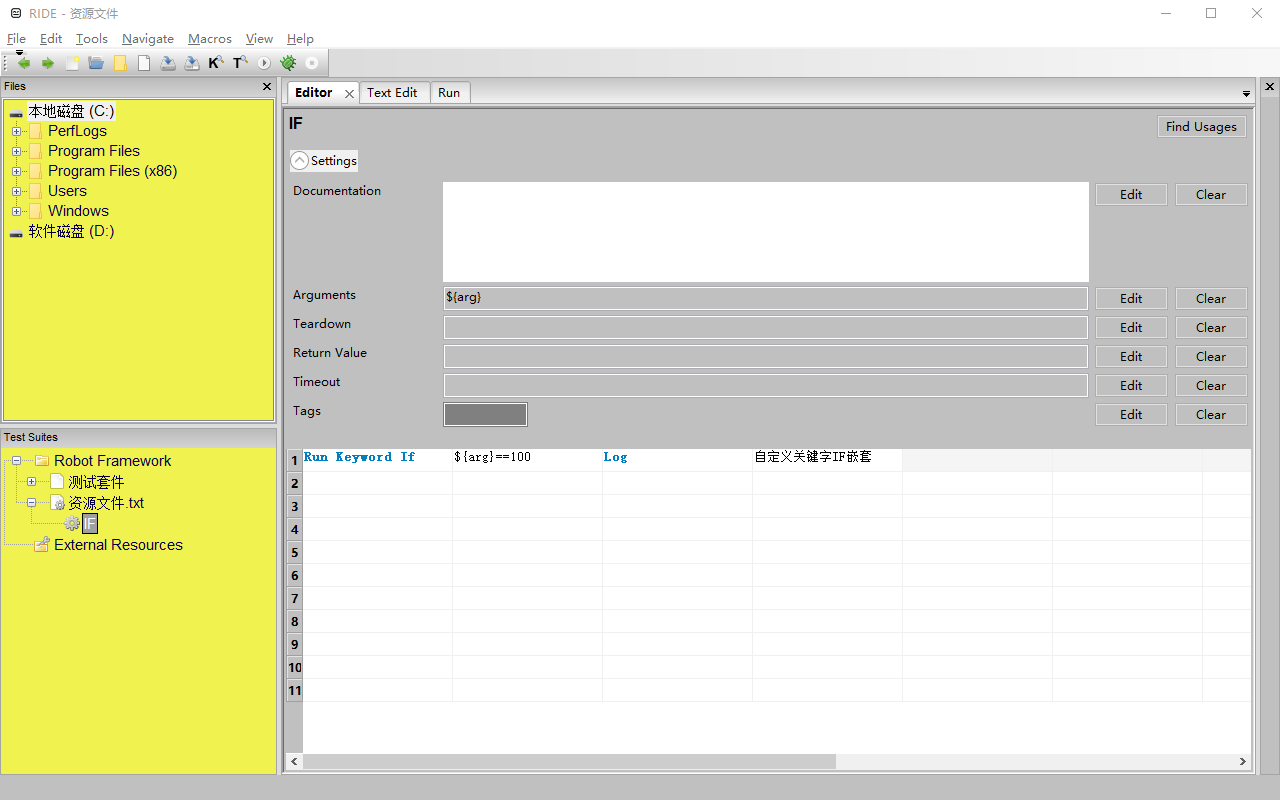 RIDE - 资源文件
File Edit Tools Navigate Macros View Help
K T
Files
本地磁盘 (C:)
PerfLogs
Program Files
Program Files (x86)
Users
Windows
软件磁盘 (D:)
Test Suites
Robot Framework
测试套件
资源文件.txt
IF
External Resources
Editor Text Edit Run
IF
Find Usages
Settings
Documentation Edit Clear
Arguments ${arg} Edit Clear
Teardown Edit Clear
Return Value Edit Clear
Timeout Edit Clear
Tags Edit Clear
1 Run Keyword If ${arg}==100 Log 自定义关键字IF嵌套
2
3
4
5
6
7
8
9
10
11